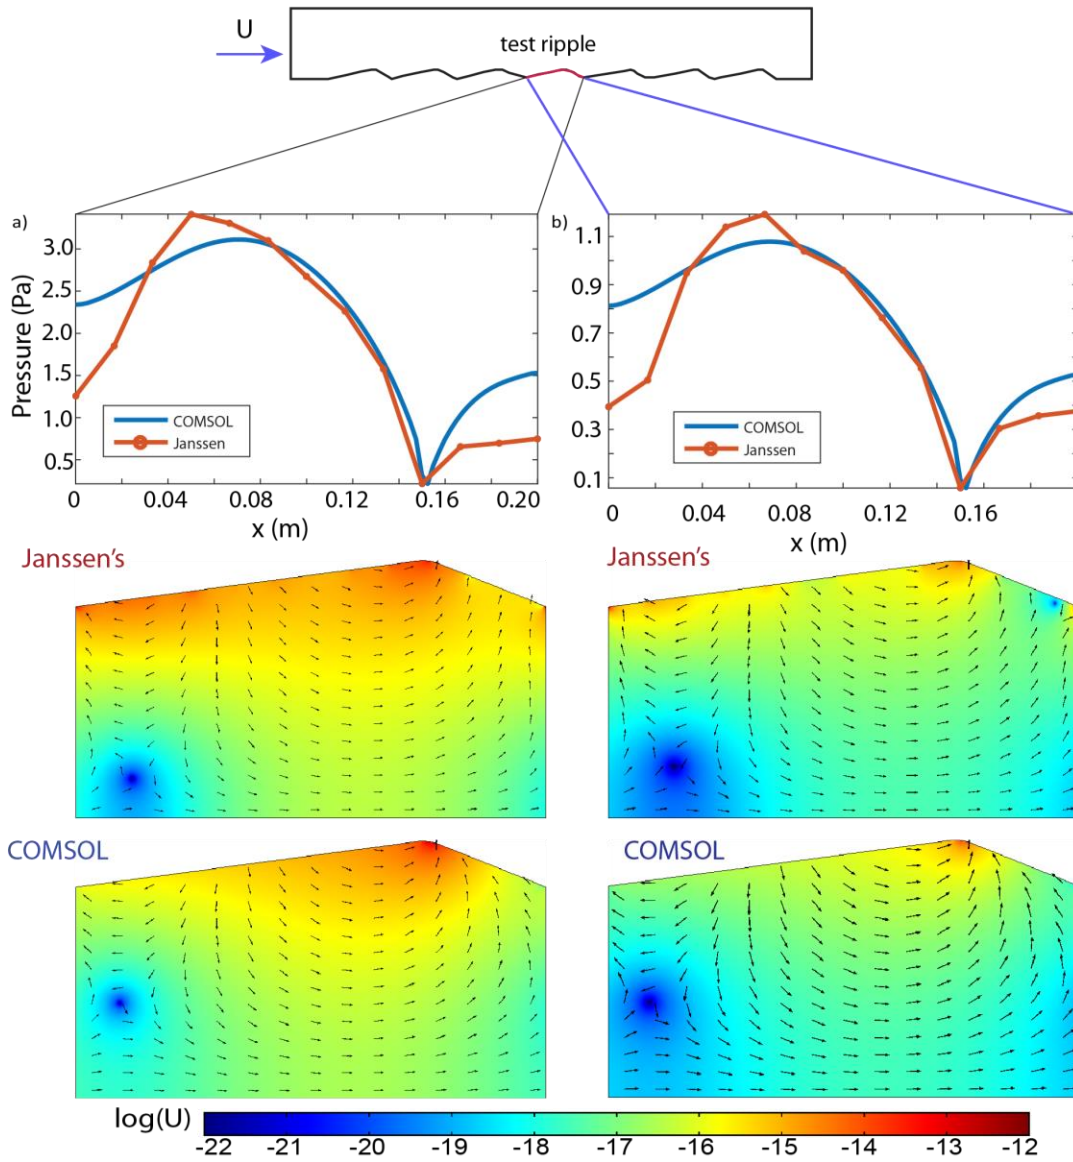 U
test ripple
a)
3.0
2.5
2.0
1.5
1.0
0.5
Pressure (Pa)
COMSOL
Janssen
0 0.04 0.08 0.12 0.16 0.20
x (m)
b)
1.1
0.9
0.7
0.5
0.3
0.1
COMSOL
Janssen
0 0.04 0.08 0.12 0.16
x (m)
Janssen's
Janssen's
COMSOL
COMSOL
log(U)
-22 -21 -20 -19 -18 -17 -16 -15 -14 -13 -12